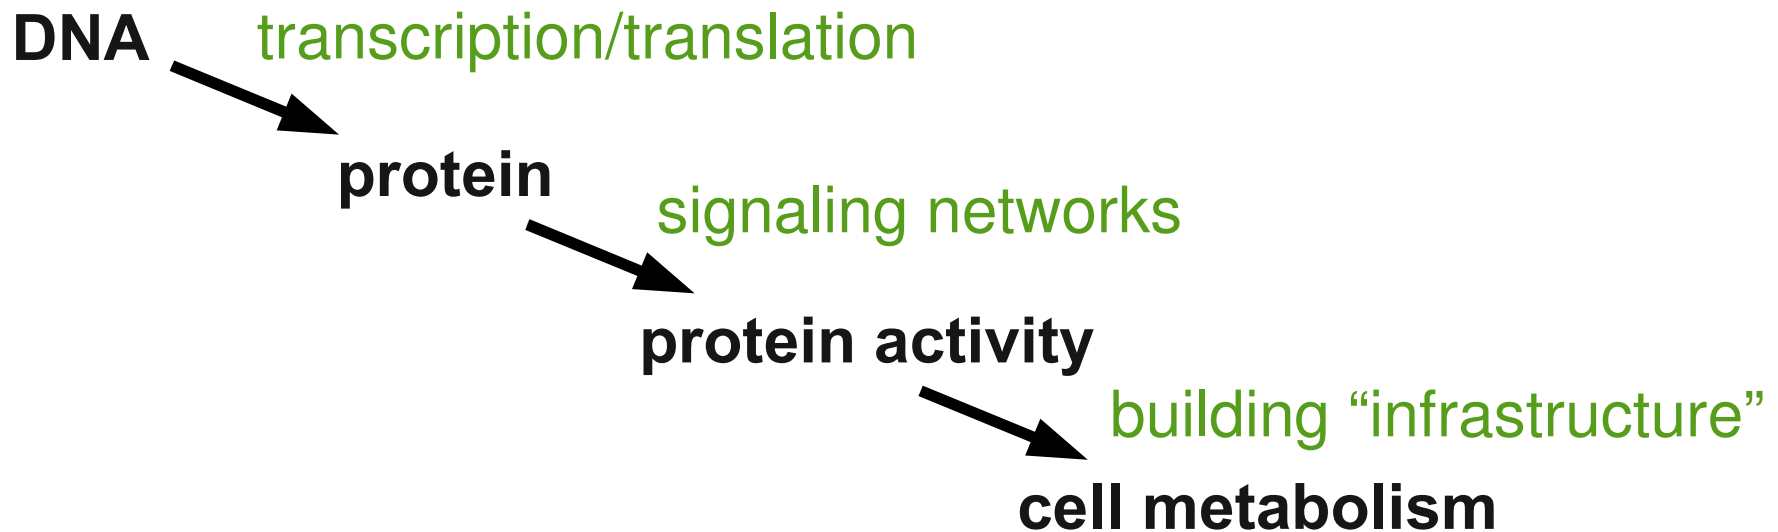 DNA
transcription/translation
protein
signaling networks
protein activity
building “infrastructure”
cell metabolism